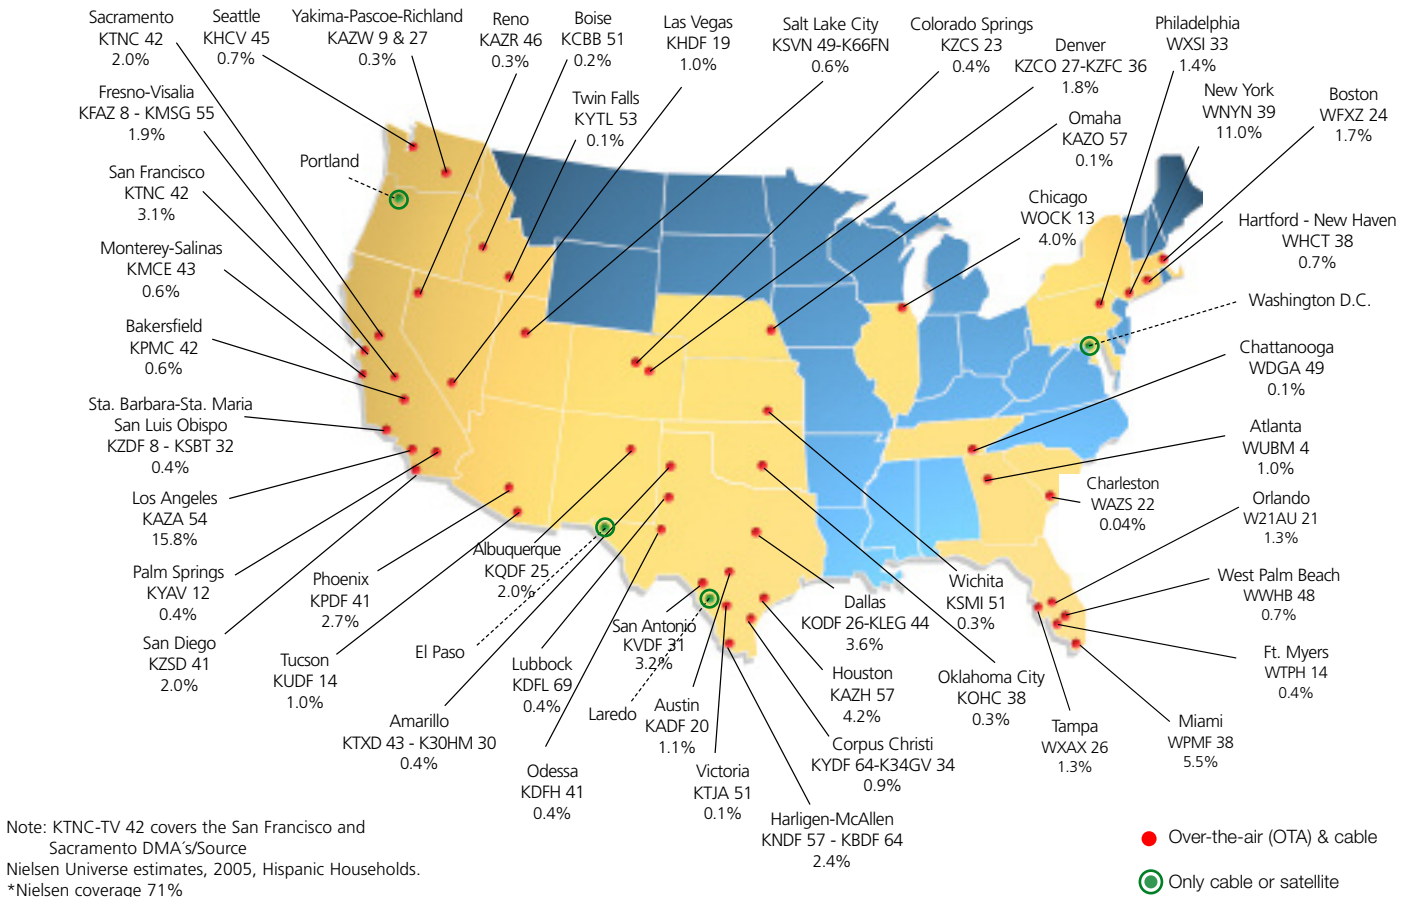 Sacramento
KTNC 42
2.0%
Seattle
KHCV 45
0.7%
Yakima-Pascoe-Richland
KAZW 9 & 27
0.3%
Reno
KAZR 46
0.3%
Boise
KCBB 51
0.2%
Las Vegas
KHDF 19
1.0%
Salt Lake City
KSVN 49-K66FN
0.6%
Colorado Springs
KZCS 23
0.4%
Denver
KZCO 27-KZFC 36
1.8%
Philadelphia
WXSI 33
1.4%
New York
WNYN 39
11.0%
Boston
WFXZ 24
1.7%
Fresno-Visalia
KFAZ 8 - KMSG 55
1.9%
Twin Falls
KYTL 53
0.1%
Omaha
KAZO 57
0.1%
Portland
San Francisco
KTNC 42
3.1%
Chicago
WOCK 13
4.0%
Hartford - New Haven
WHCT 38
0.7%
Monterey-Salinas
KMCE 43
0.6%
Washington D.C.
Bakersfield
KPMC 42
0.6%
Chattanooga
WDGA 49
0.1%
Sta. Barbara-Sta. Maria
San Luis Obispo
KZDF 8 - KSBT 32
0.4%
Atlanta
WUBM 4
1.0%
Charleston
WAZS 22
0.04%
Los Angeles
KAZA 54
15.8%
Orlando
W21AU 21
1.3%
Palm Springs
KYAV 12
0.4%
Phoenix
KPDF 41
2.7%
Albuquerque
KQDF 25
2.0%
Wichita
KSMI 51
0.3%
West Palm Beach
WWHB 48
0.7%
San Diego
KZSD 41
2.0%
Tucson
KUDF 14
1.0%
El Paso
Lubbock
KDFL 69
0.4%
San Antonio
KVDF 31
3.2%
Dallas
KODF 26-KLEG 44
3.6%
Ft. Myers
WTPH 14
0.4%
Houston
KAZH 57
4.2%
Oklahoma City
KOHC 38
0.3%
Amarillo
KTXD 43 - K30HM 30
0.4%
Laredo
Austin
KADF 20
1.1%
Tampa
WXAX 26
1.3%
Miami
WPMF 38
5.5%
Corpus Christi
KYDF 64-K34GV 34
0.9%
Odessa
KDFH 41
0.4%
Victoria
KTJA 51
0.1%
Harligen-McAllen
KNDF 57 - KBDF 64
2.4%
Note: KTNC-TV 42 covers the San Francisco and
Sacramento DMA´s/Source
Nielsen Universe estimates, 2005, Hispanic Households.
*Nielsen coverage 71%
Over-the-air (OTA) & cable
Only cable or satellite